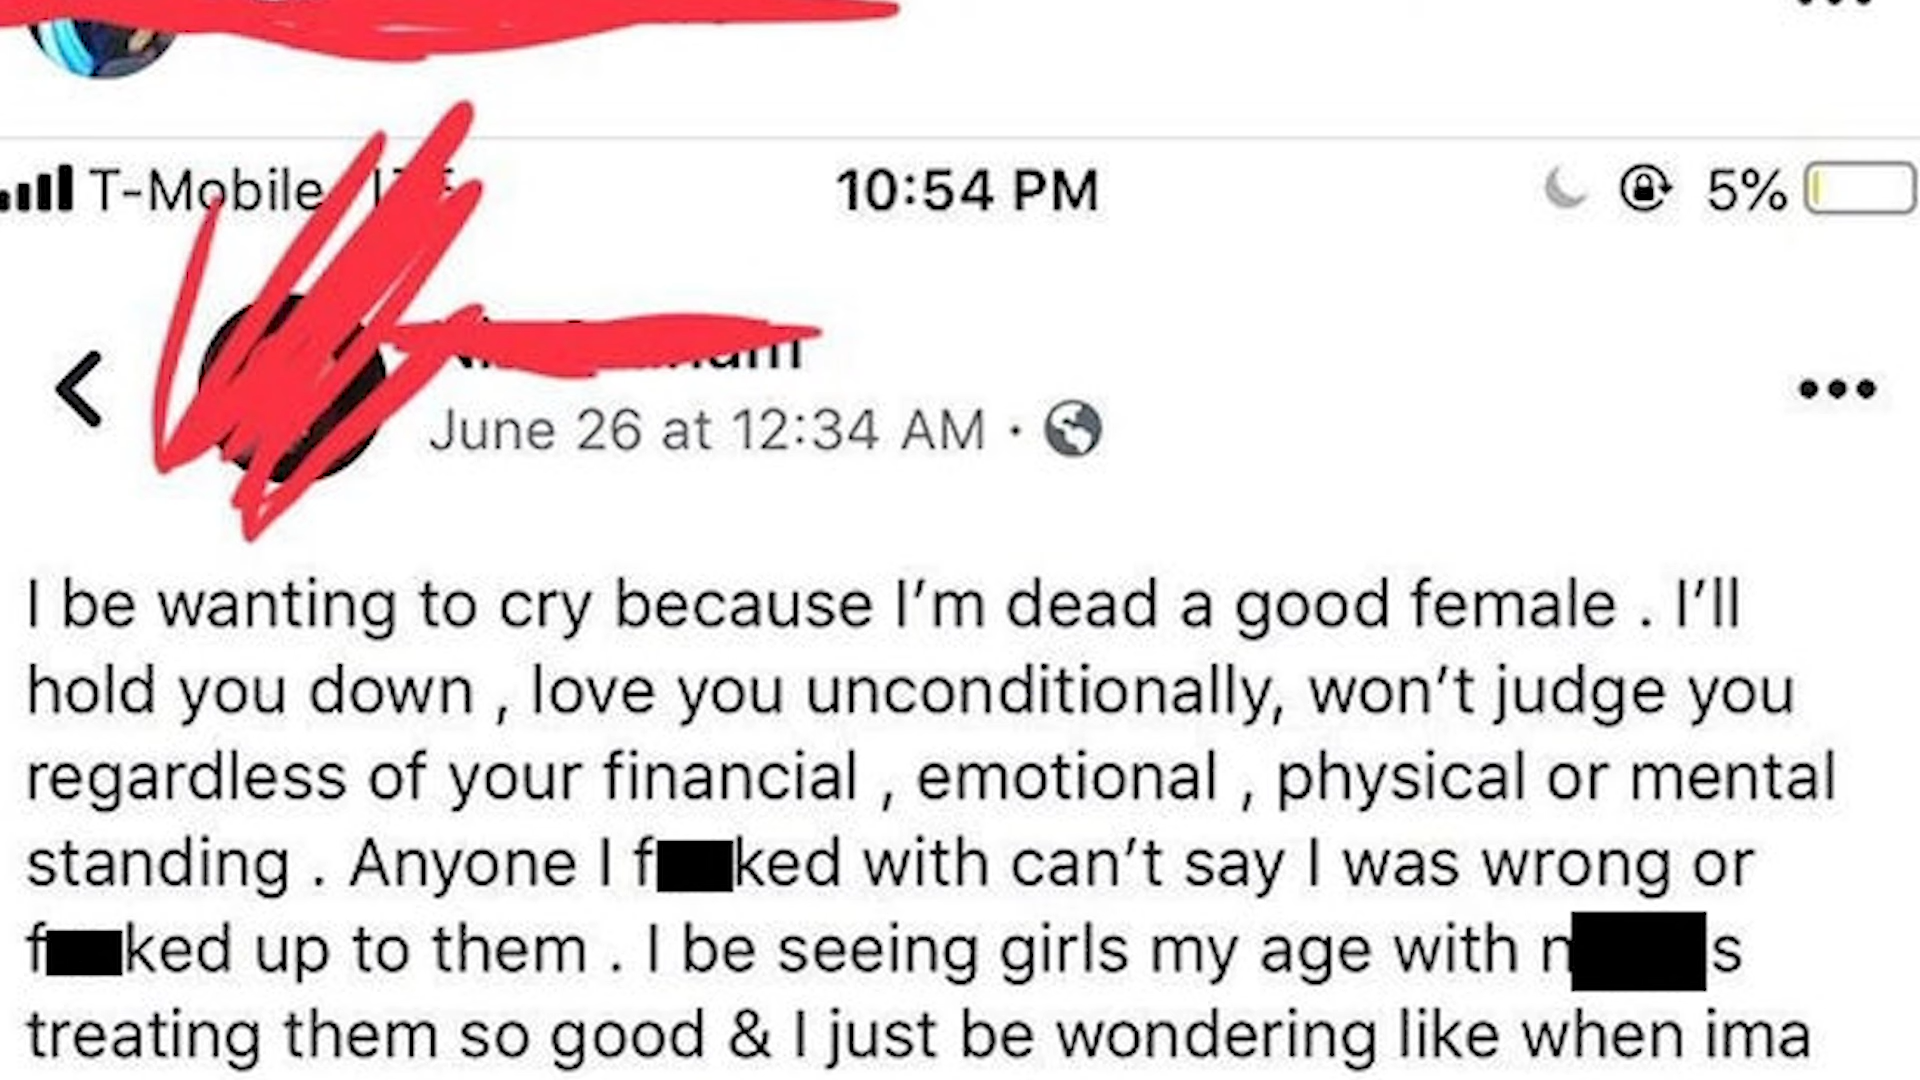 T-Mobile
10:54 PM
5%
June 26 at 12:34 AM ·
I be wanting to cry because I’m dead a good female . I’ll
hold you down , love you unconditionally, won’t judge you
regardless of your financial , emotional , physical or mental
standing . Anyone I f ked with can’t say I was wrong or
f ked up to them . I be seeing girls my age with n s
treating them so good & I just be wondering like when ima